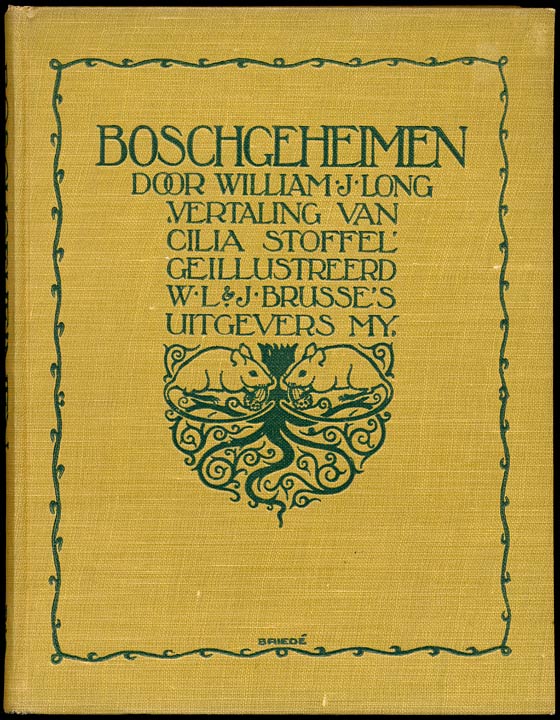 BOSCHGEHEIMEN
DOOR WILLIAM·J·LONG
VERTALING VAN
CILIA STOFFEL
GEILLUSTREERD
W·L·&·J·BRUSSE'S
UITGEVERS MY.
BRIEDÉ